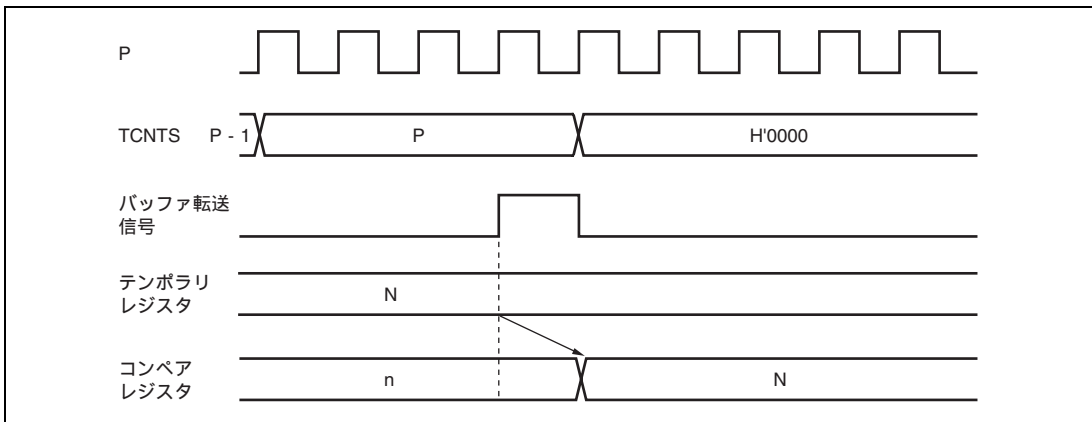 P
TCNTS P - 1 P H'0000
バッファ転送
信号
テンポラリ
レジスタ
N
コンペア
レジスタ
n N